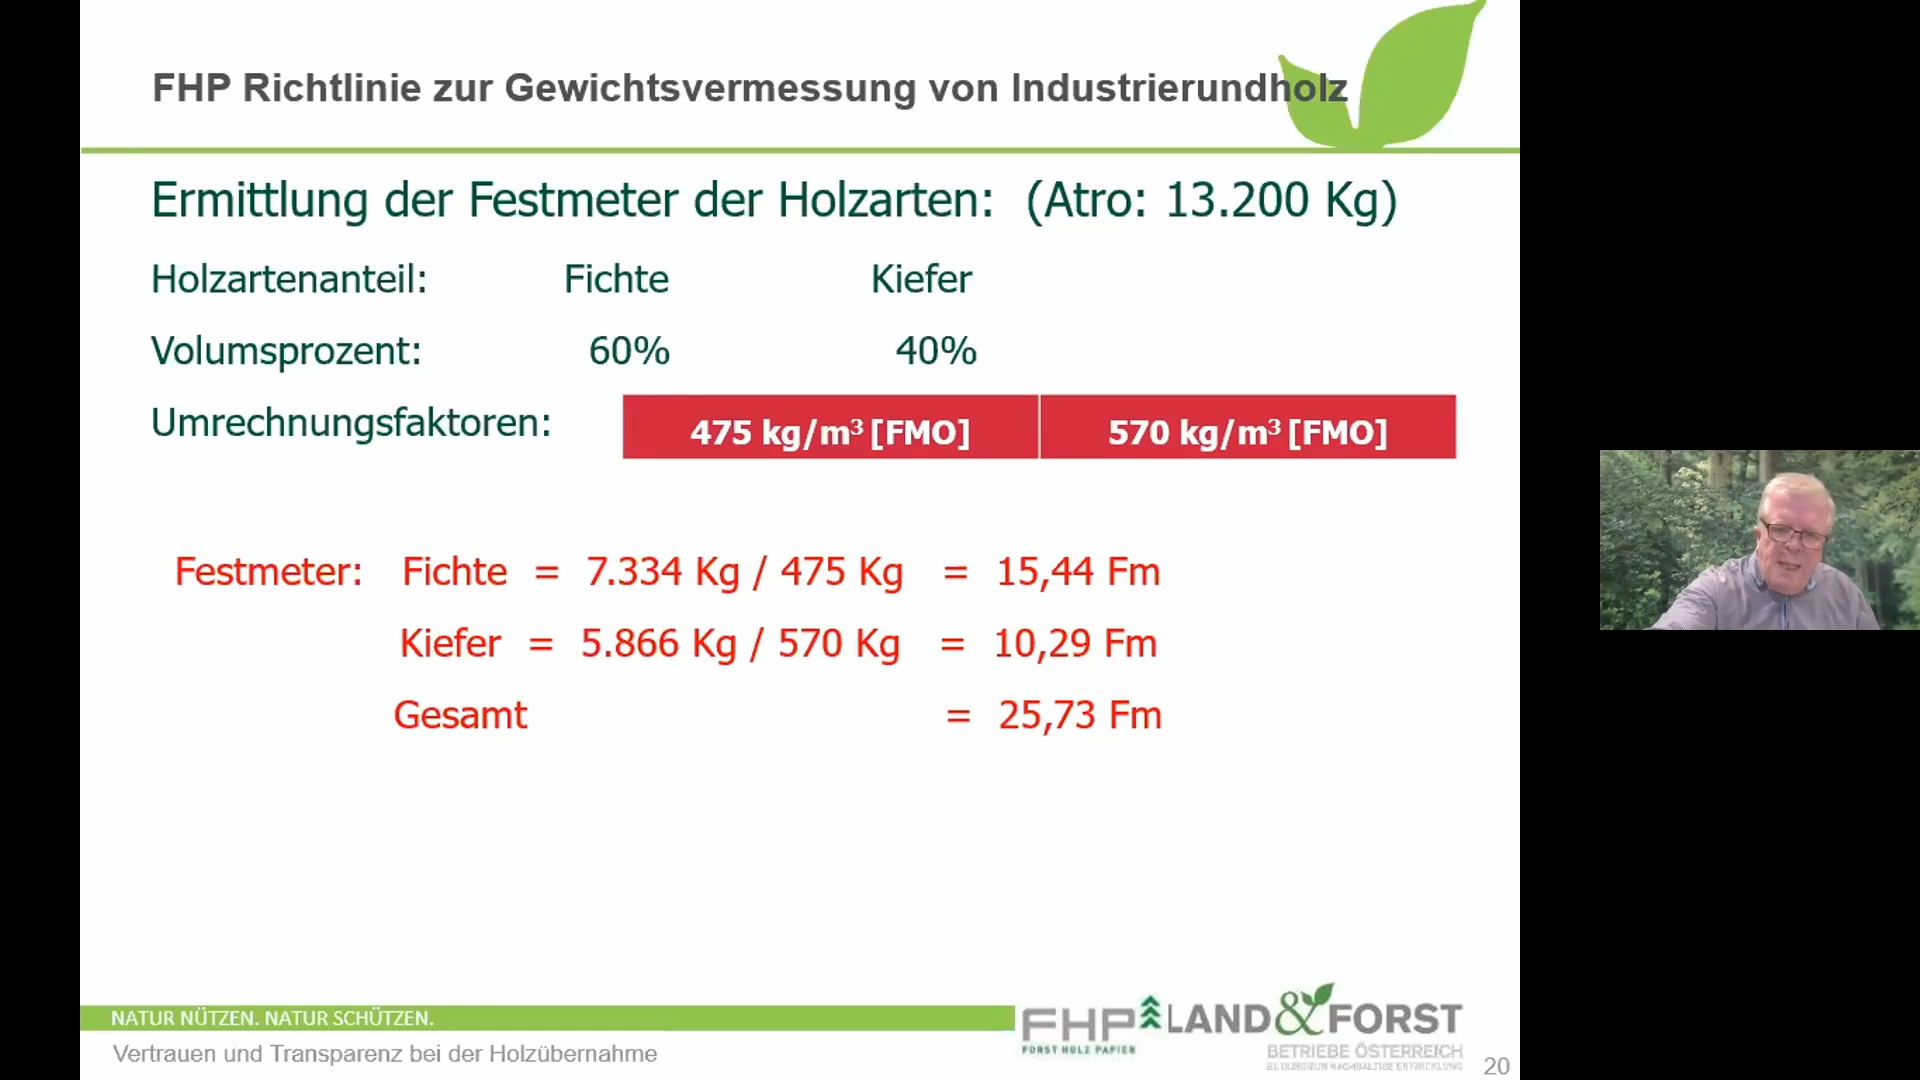 FHP Richtlinie zur Gewichtsvermessung von Industrierundholz
Ermittlung der Festmeter der Holzarten: (Atro: 13.200 Kg)
Holzartenanteil: Fichte Kiefer
Volumsprozent: 60% 40%
Umrechnungsfaktoren: 475 kg/m³ [FMO] 570 kg/m³ [FMO]
Festmeter: Fichte = 7.334 Kg / 475 Kg = 15,44 Fm
Kiefer = 5.866 Kg / 570 Kg = 10,29 Fm
Gesamt = 25,73 Fm
NATUR NÜTZEN. NATUR SCHÜTZEN.
Vertrauen und Transparenz bei der Holzübernahme
FHP
FORST HOLZ PAPIER
LAND&FORST
BETRIEBE ÖSTERREICH
NACHHALTIGE ENTWICKLUNG
20